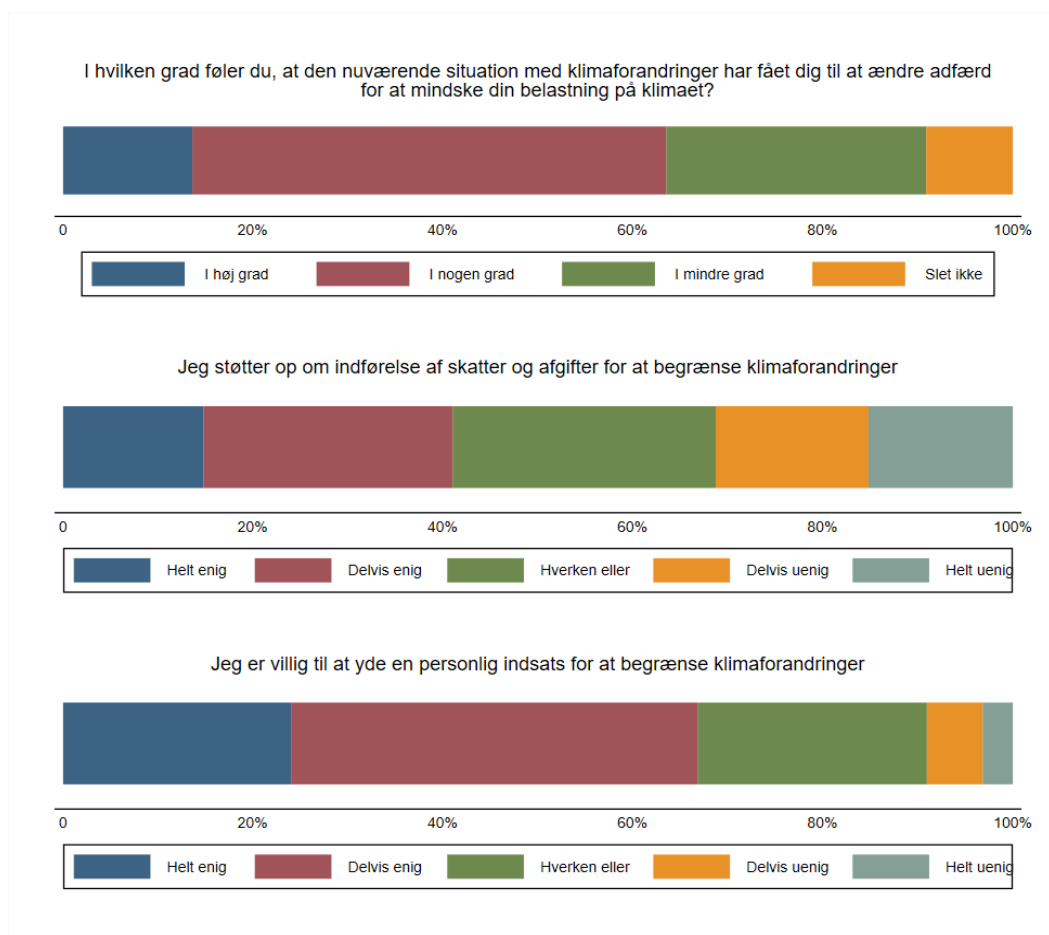 I hvilken grad føler du, at den nuværende situation med klimaforandringer har fået dig til at ændre adfærd
for at mindske din belastning på klimaet?
0 20% 40% 60% 80% 100%
I høj grad I nogen grad I mindre grad Slet ikke
Jeg støtter op om indførelse af skatter og afgifter for at begrænse klimaforandringer
0 20% 40% 60% 80% 100%
Helt enig Delvis enig Hverken eller Delvis uenig Helt uenig
Jeg er villig til at yde en personlig indsats for at begrænse klimaforandringer
0 20% 40% 60% 80% 100%
Helt enig Delvis enig Hverken eller Delvis uenig Helt uenig